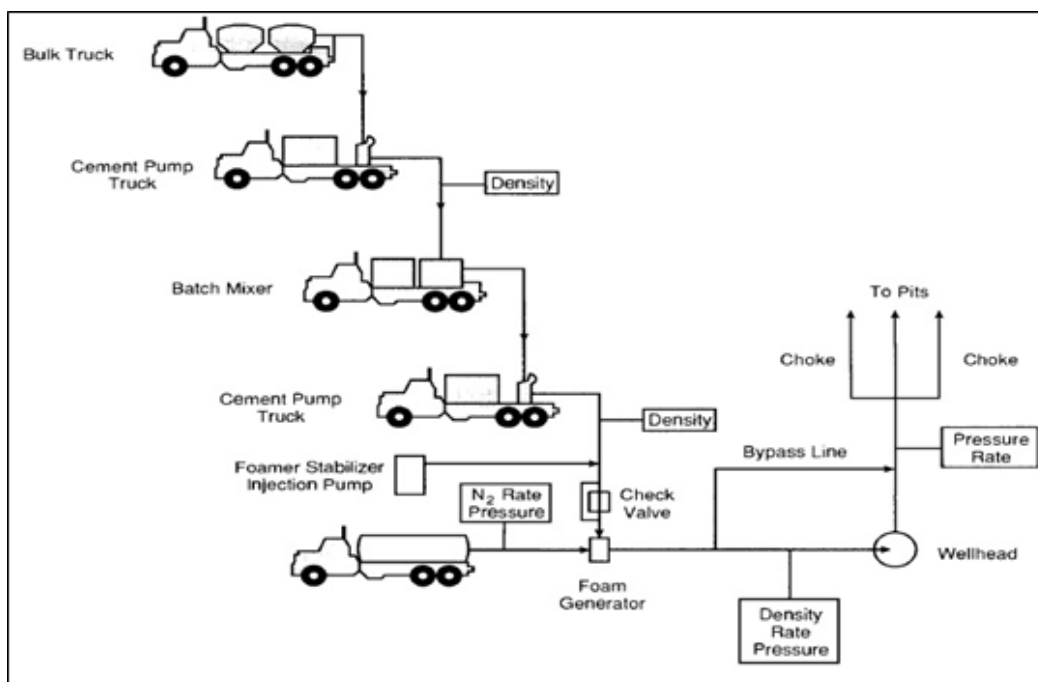 Bulk Truck
Cement Pump
Truck
Density
Batch Mixer
To Pits
Choke
Choke
Cement Pump
Truck
Density
Pressure
Rate
Bypass Line
Foamer Stabilizer
Injection Pump
N₂ Rate
Pressure
Check
Valve
Wellhead
Foam
Generator
Density
Rate
Pressure